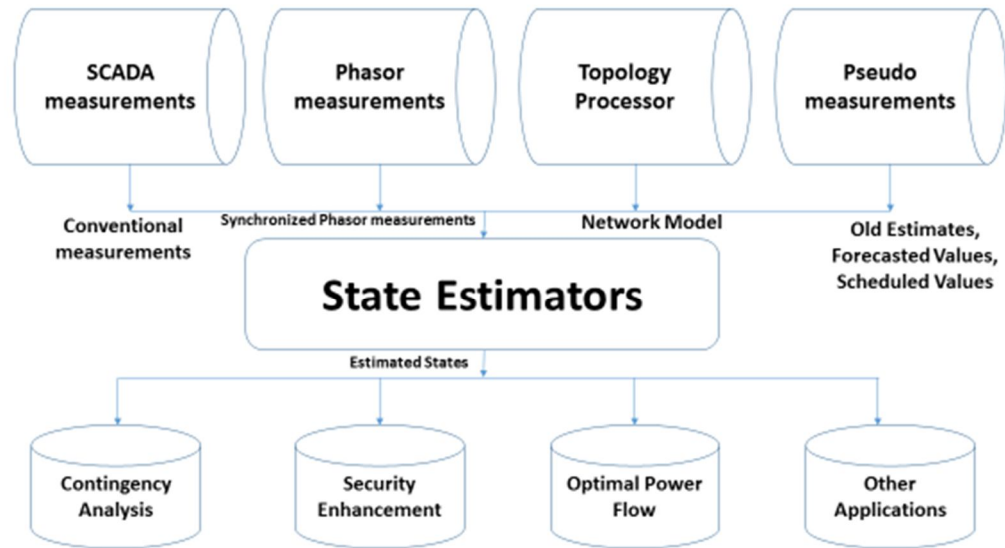 SCADA
measurements
Phasor
measurements
Topology
Processor
Pseudo
measurements
Conventional
measurements
Synchronized Phasor measurements
Network Model
Old Estimates,
Forecasted Values,
Scheduled Values
State Estimators
Estimated States
Contingency
Analysis
Security
Enhancement
Optimal Power
Flow
Other
Applications